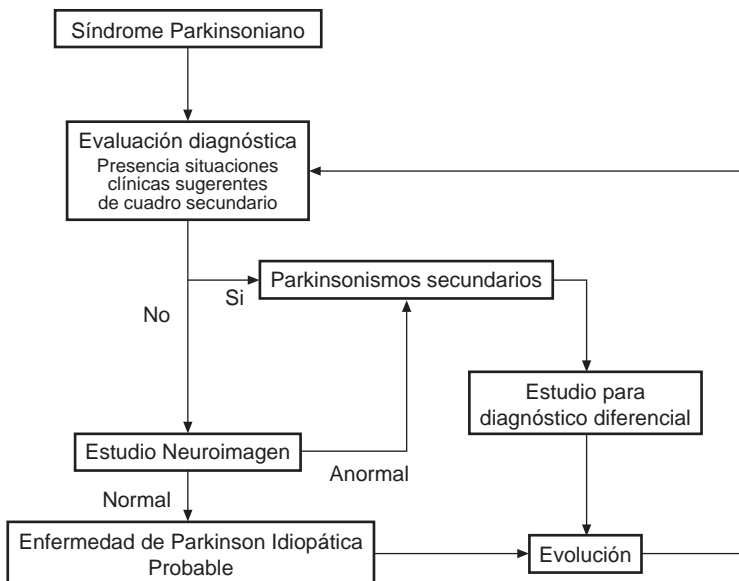 Síndrome Parkinsoniano
Evaluación diagnóstica
Presencia situaciones
clínicas sugerentes
de cuadro secundario
Parkinsonismos secundarios
Si
No
Estudio para
diagnóstico diferencial
Estudio Neuroimagen
Anormal
Normal
Enfermedad de Parkinson Idiopática
Probable
Evolución